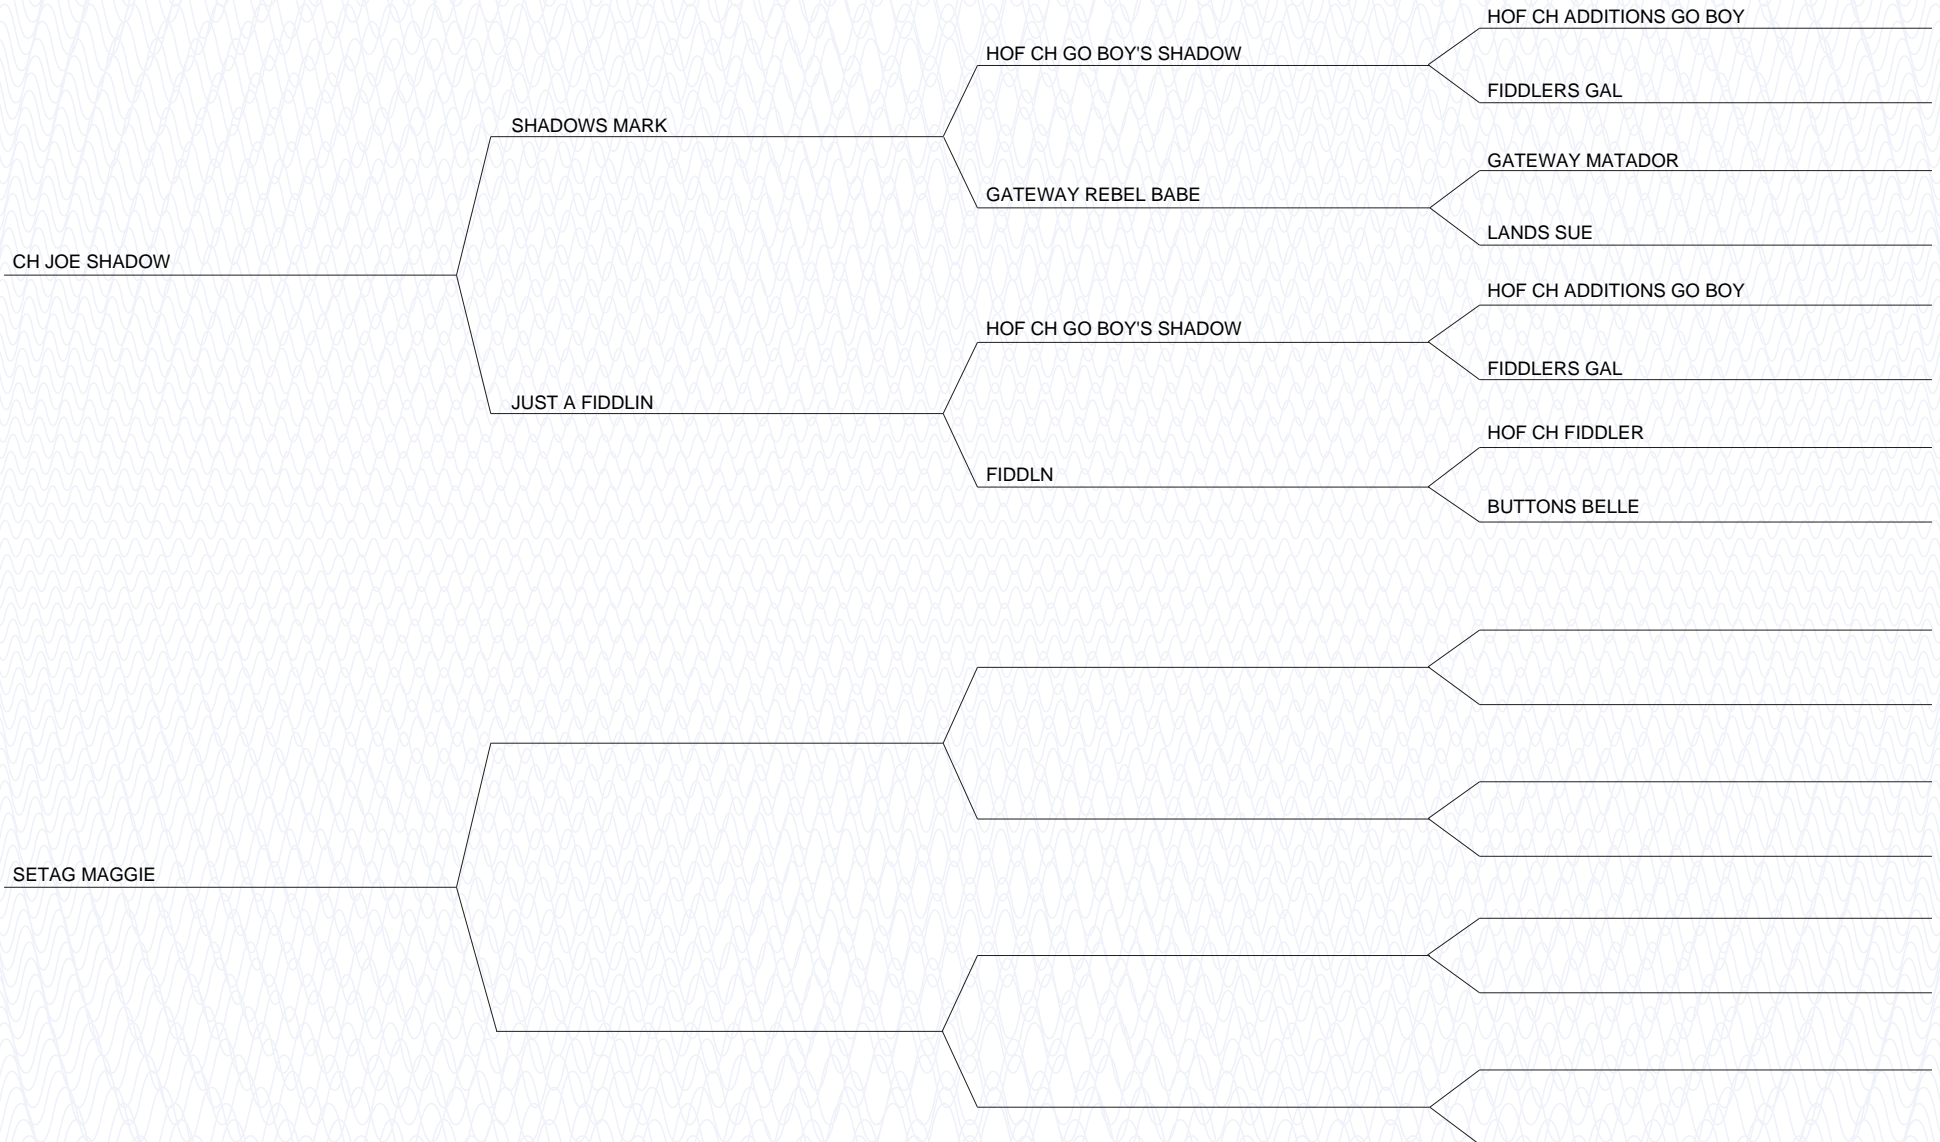 HOF CH ADDITIONS GO BOY
HOF CH GO BOY'S SHADOW
FIDDLERS GAL
SHADOWS MARK
GATEWAY MATADOR
GATEWAY REBEL BABE
LANDS SUE
CH JOE SHADOW
HOF CH ADDITIONS GO BOY
HOF CH GO BOY'S SHADOW
FIDDLERS GAL
JUST A FIDDLIN
HOF CH FIDDLER
FIDDLN
BUTTONS BELLE
SETAG MAGGIE